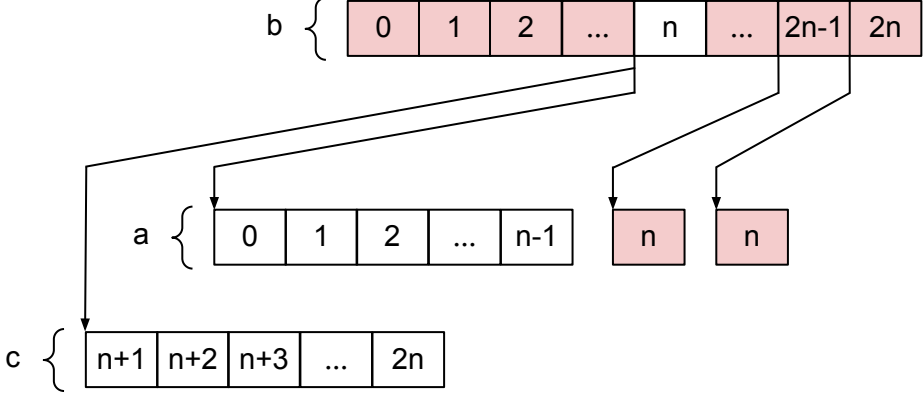 b 0 1 2 ... n ... 2n-1 2n
a 0 1 2 ... n-1 n n
c n+1 n+2 n+3 ... 2n